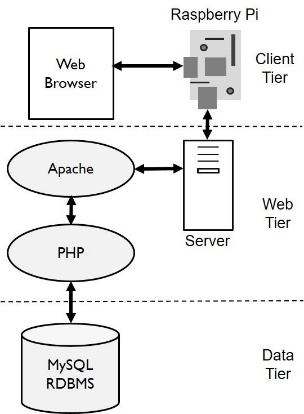 Raspberry Pi
Web
Browser
Client
Tier
Apache
Web
Tier
Server
PHP
MySQL
RDBMS
Data
Tier